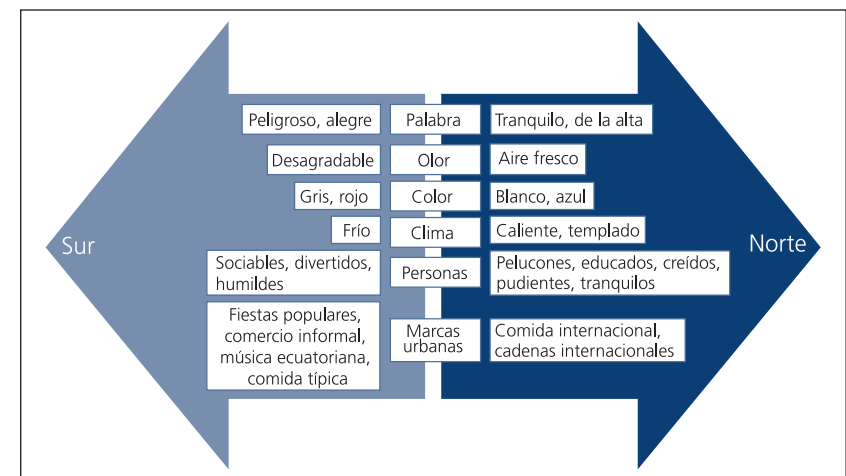 Peligroso, alegre
Palabra
Tranquilo, de la alta
Desagradable
Olor
Aire fresco
Gris, rojo
Color
Blanco, azul
Frío
Clima
Caliente, templado
Sur
Norte
Sociables, divertidos,
humildes
Personas
Pelucones, educados, creídos,
pudientes, tranquilos
Fiestas populares,
comercio informal,
música ecuatoriana,
comida típica
Marcas
urbanas
Comida internacional,
cadenas internacionales